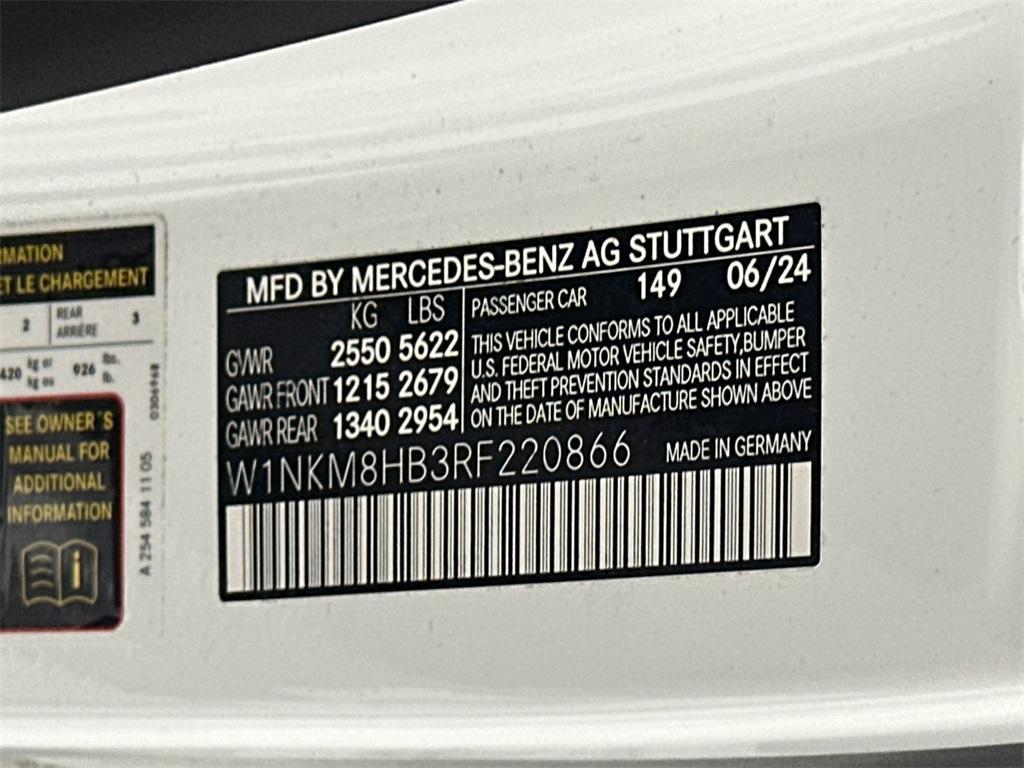 MFD BY MERCEDES-BENZ AG STUTTGART
KG LBS
GVWR 2550 5622
GAWR FRONT 1215 2679
GAWR REAR 1340 2954
PASSENGER CAR 149 06/24
THIS VEHICLE CONFORMS TO ALL APPLICABLE
U.S. FEDERAL MOTOR VEHICLE SAFETY,BUMPER
AND THEFT PREVENTION STANDARDS IN EFFECT
ON THE DATE OF MANUFACTURE SHOWN ABOVE
W1NKM8HB3RF220866 MADE IN GERMANY
ET LE CHARGEMENT
2 REAR 3
ARRIÈRE
420 kg or 926 lbs.
kg ou lb.
SEE OWNER'S
MANUAL FOR
ADDITIONAL
INFORMATION
i
A 254 584 11 05
0306968